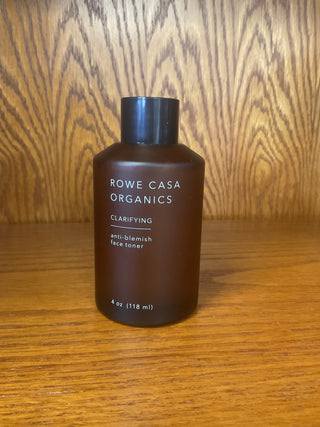 ROWE CASA
ORGANICS
CLARIFYING
anti-blemish
face toner
4 oz. (118 ml)